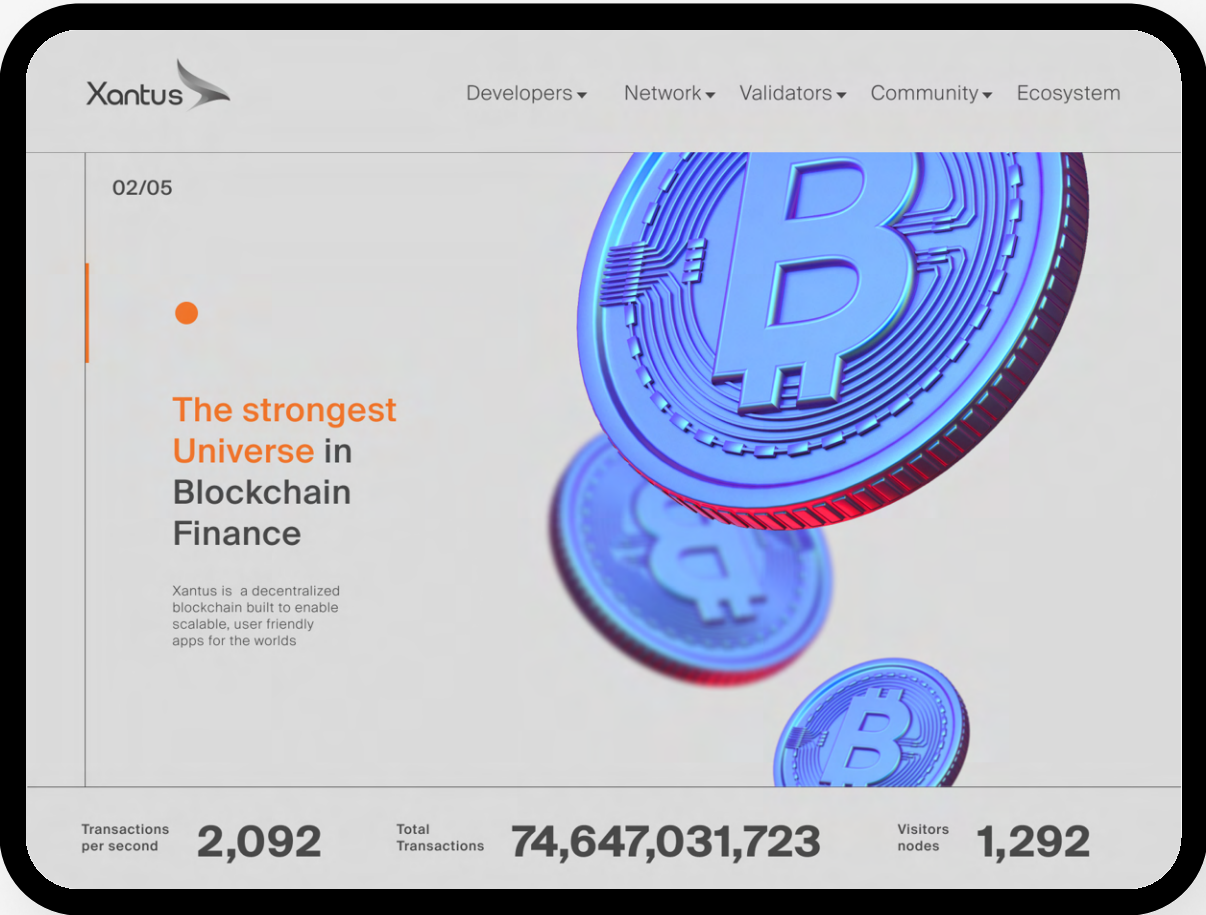 Xantus
Developers
Network
Validators
Community
Ecosystem
02/05
The strongest
Universe in
Blockchain
Finance
Xantus is  a decentralized
blockchain built to enable
scalable, user friendly
apps for the worlds
Transactions
per second
2,092
Total
Transactions
74,647,031,723
Visitors
nodes
1,292